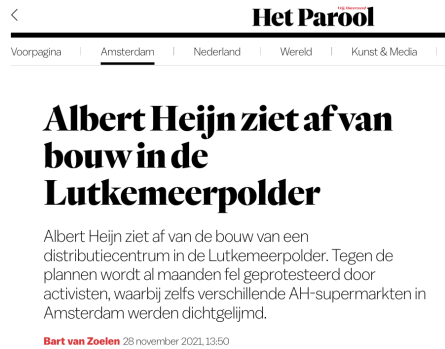 Vrij, Onverveerd
Het Parool
Voorpagina | Amsterdam | Nederland | Wereld | Kunst & Media
Albert Heijn ziet af van
bouw in de
Lutkemeerpolder
Albert Heijn ziet af van de bouw van een
distributiecentrum in de Lutkemeerpolder. Tegen de
plannen wordt al maanden fel geprotesteerd door
activisten, waarbij zelfs verschillende AH-supermarkten in
Amsterdam werden dichtgelijmd.
Bart van Zoelen 28 november 2021, 13:50